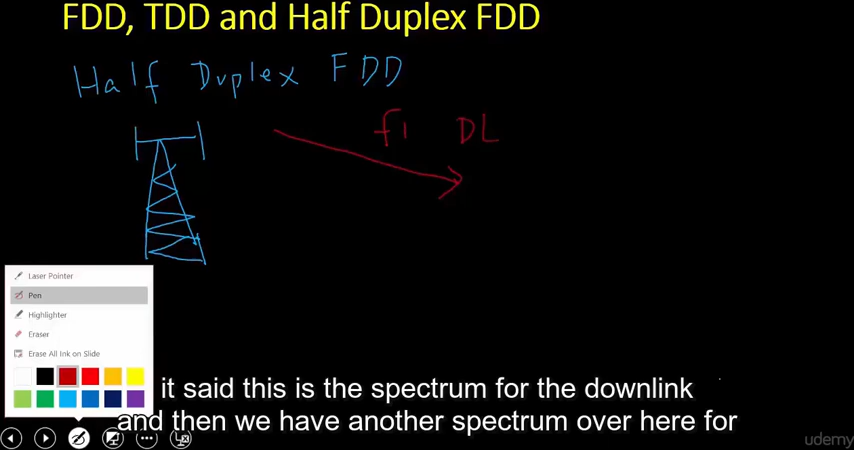 FDD, TDD and Half Duplex FDD
Half Duplex FDD
f1 DL
Laser Pointer
Pen
Highlighter
Eraser
Erase All Ink on Slide
it said this is the spectrum for the downlink
and then we have another spectrum over here for
udemy